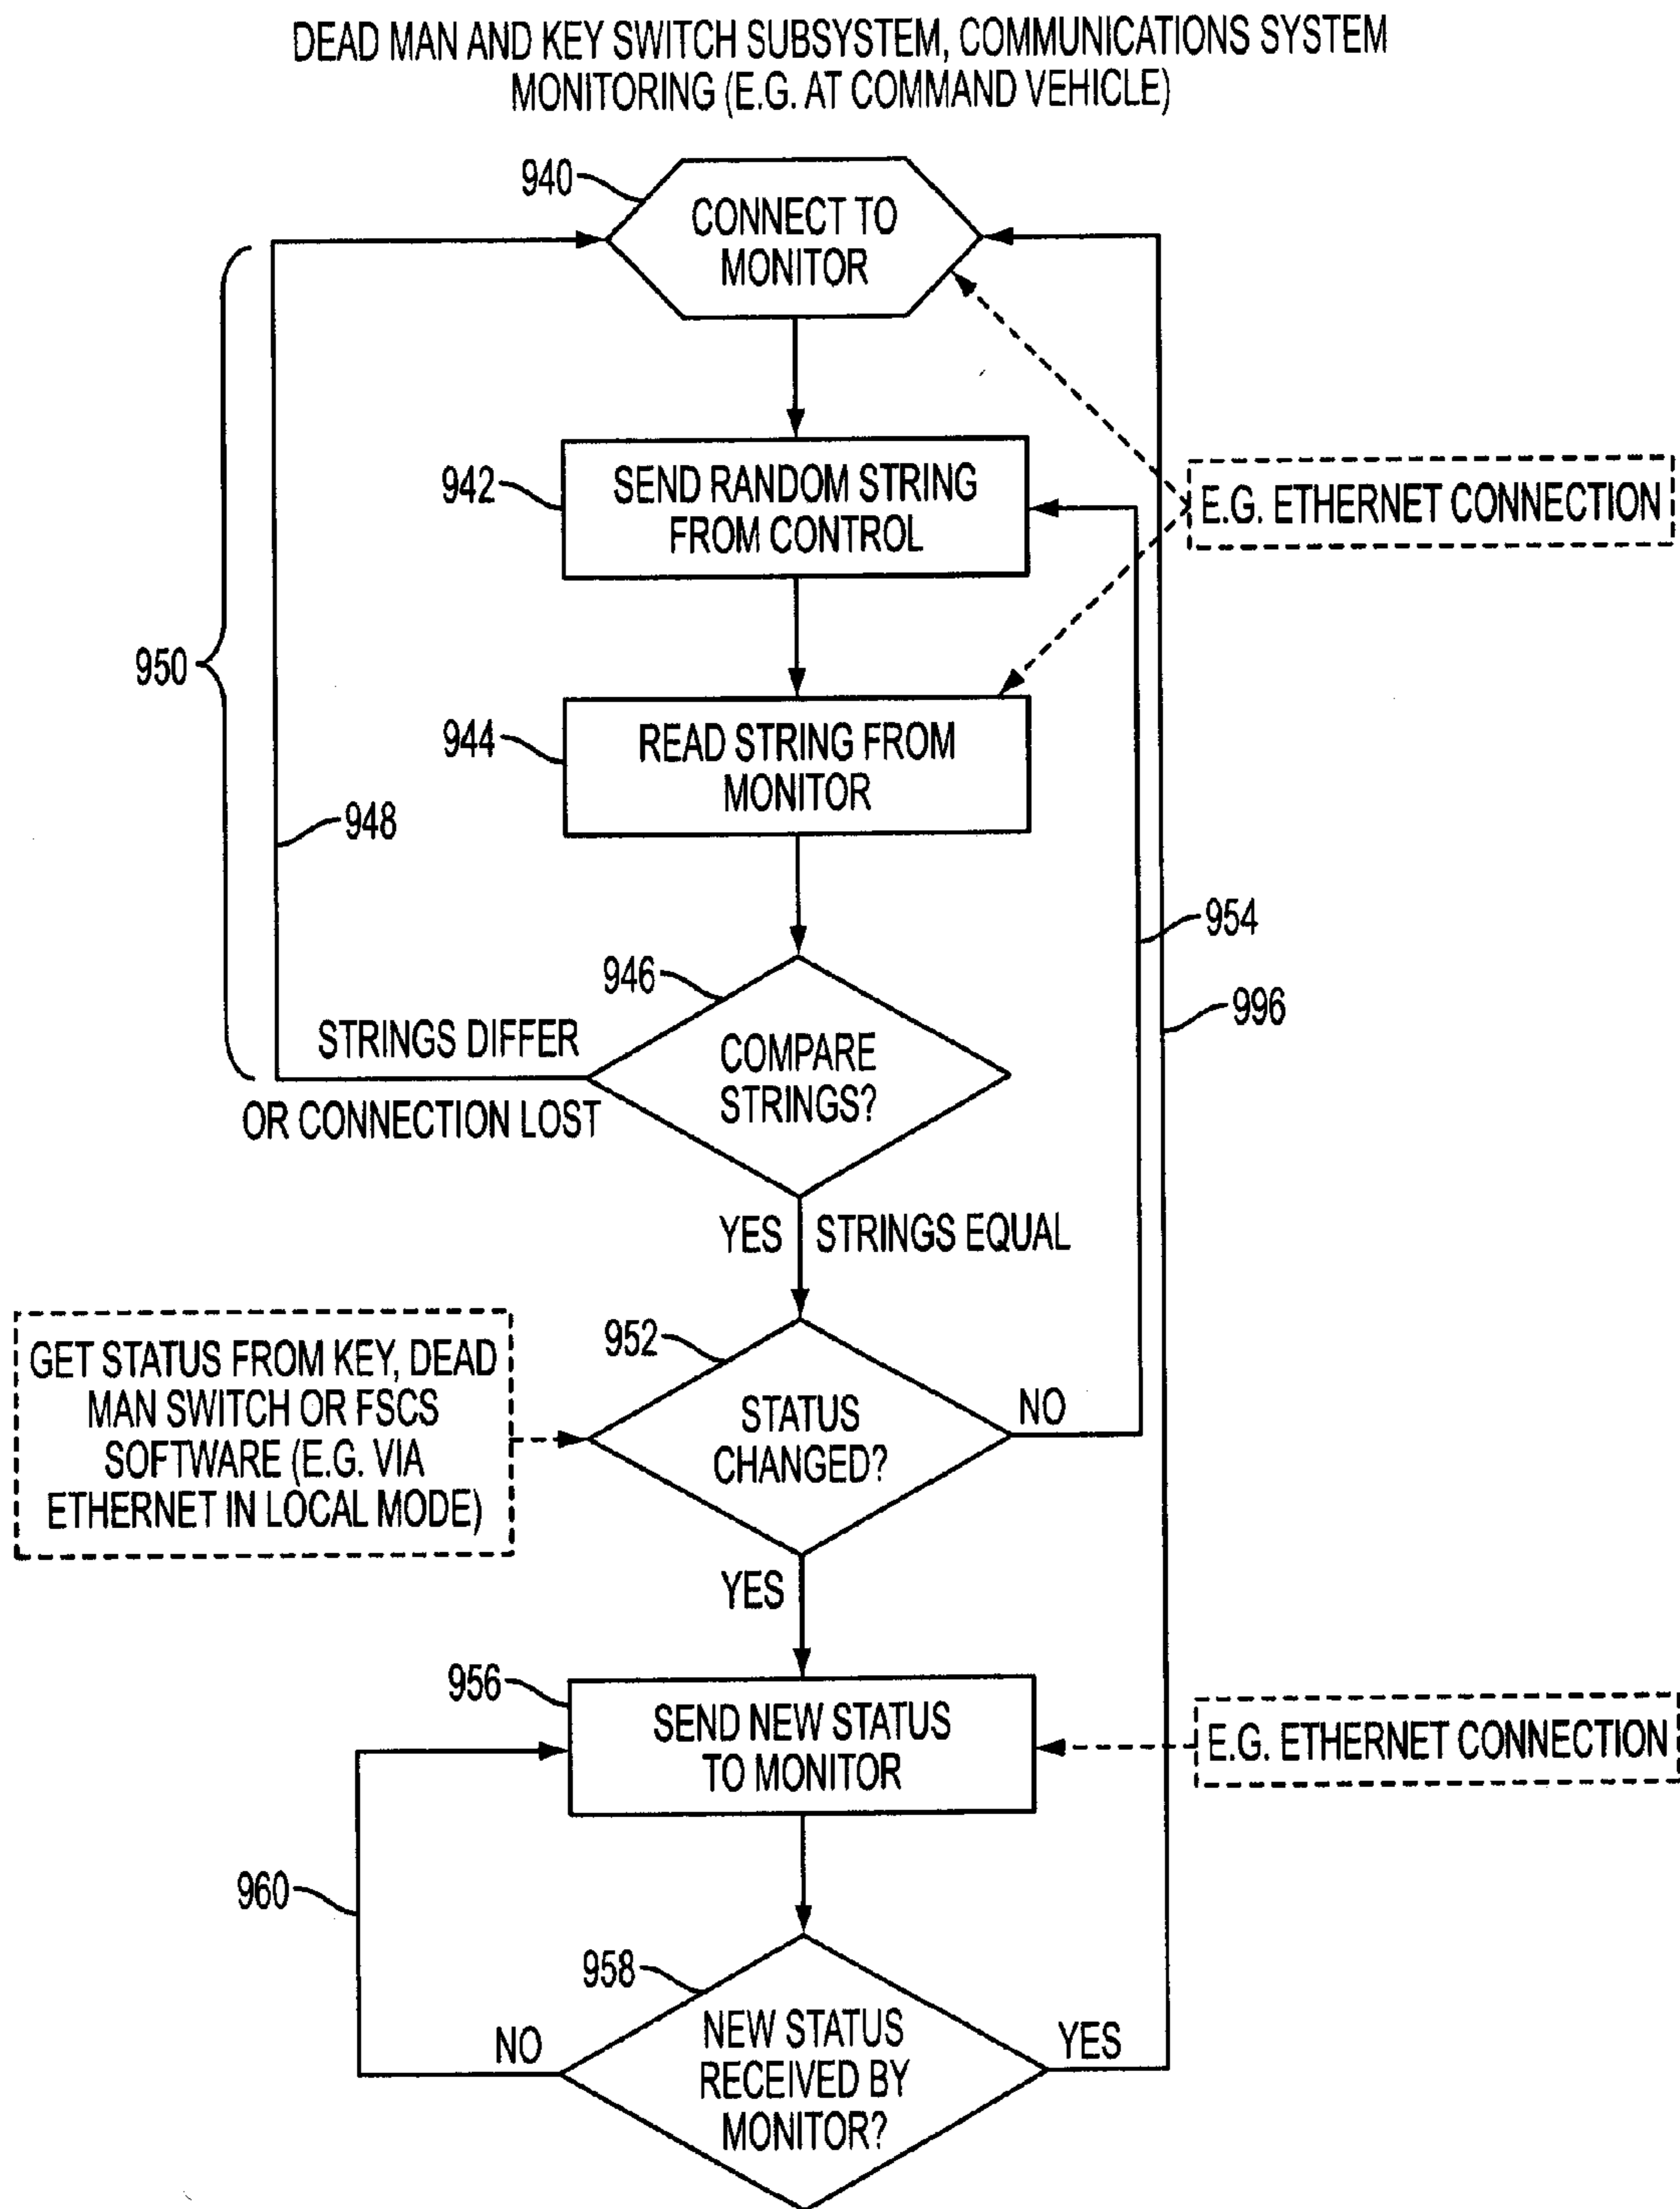 DEAD MAN AND KEY SWITCH SUBSYSTEM, COMMUNICATIONS SYSTEM
MONITORING (E.G. AT COMMAND VEHICLE)
940
CONNECT TO
MONITOR
942
SEND RANDOM STRING
FROM CONTROL
E.G. ETHERNET CONNECTION
950
944
READ STRING FROM
MONITOR
948
954
946
996
STRINGS DIFFER
OR CONNECTION LOST
COMPARE
STRINGS?
YES STRINGS EQUAL
GET STATUS FROM KEY, DEAD
MAN SWITCH OR FSCS
SOFTWARE (E.G. VIA
ETHERNET IN LOCAL MODE)
952
STATUS
CHANGED?
NO
YES
956
SEND NEW STATUS
TO MONITOR
E.G. ETHERNET CONNECTION
960
958
NEW STATUS
RECEIVED BY
MONITOR?
NO
YES